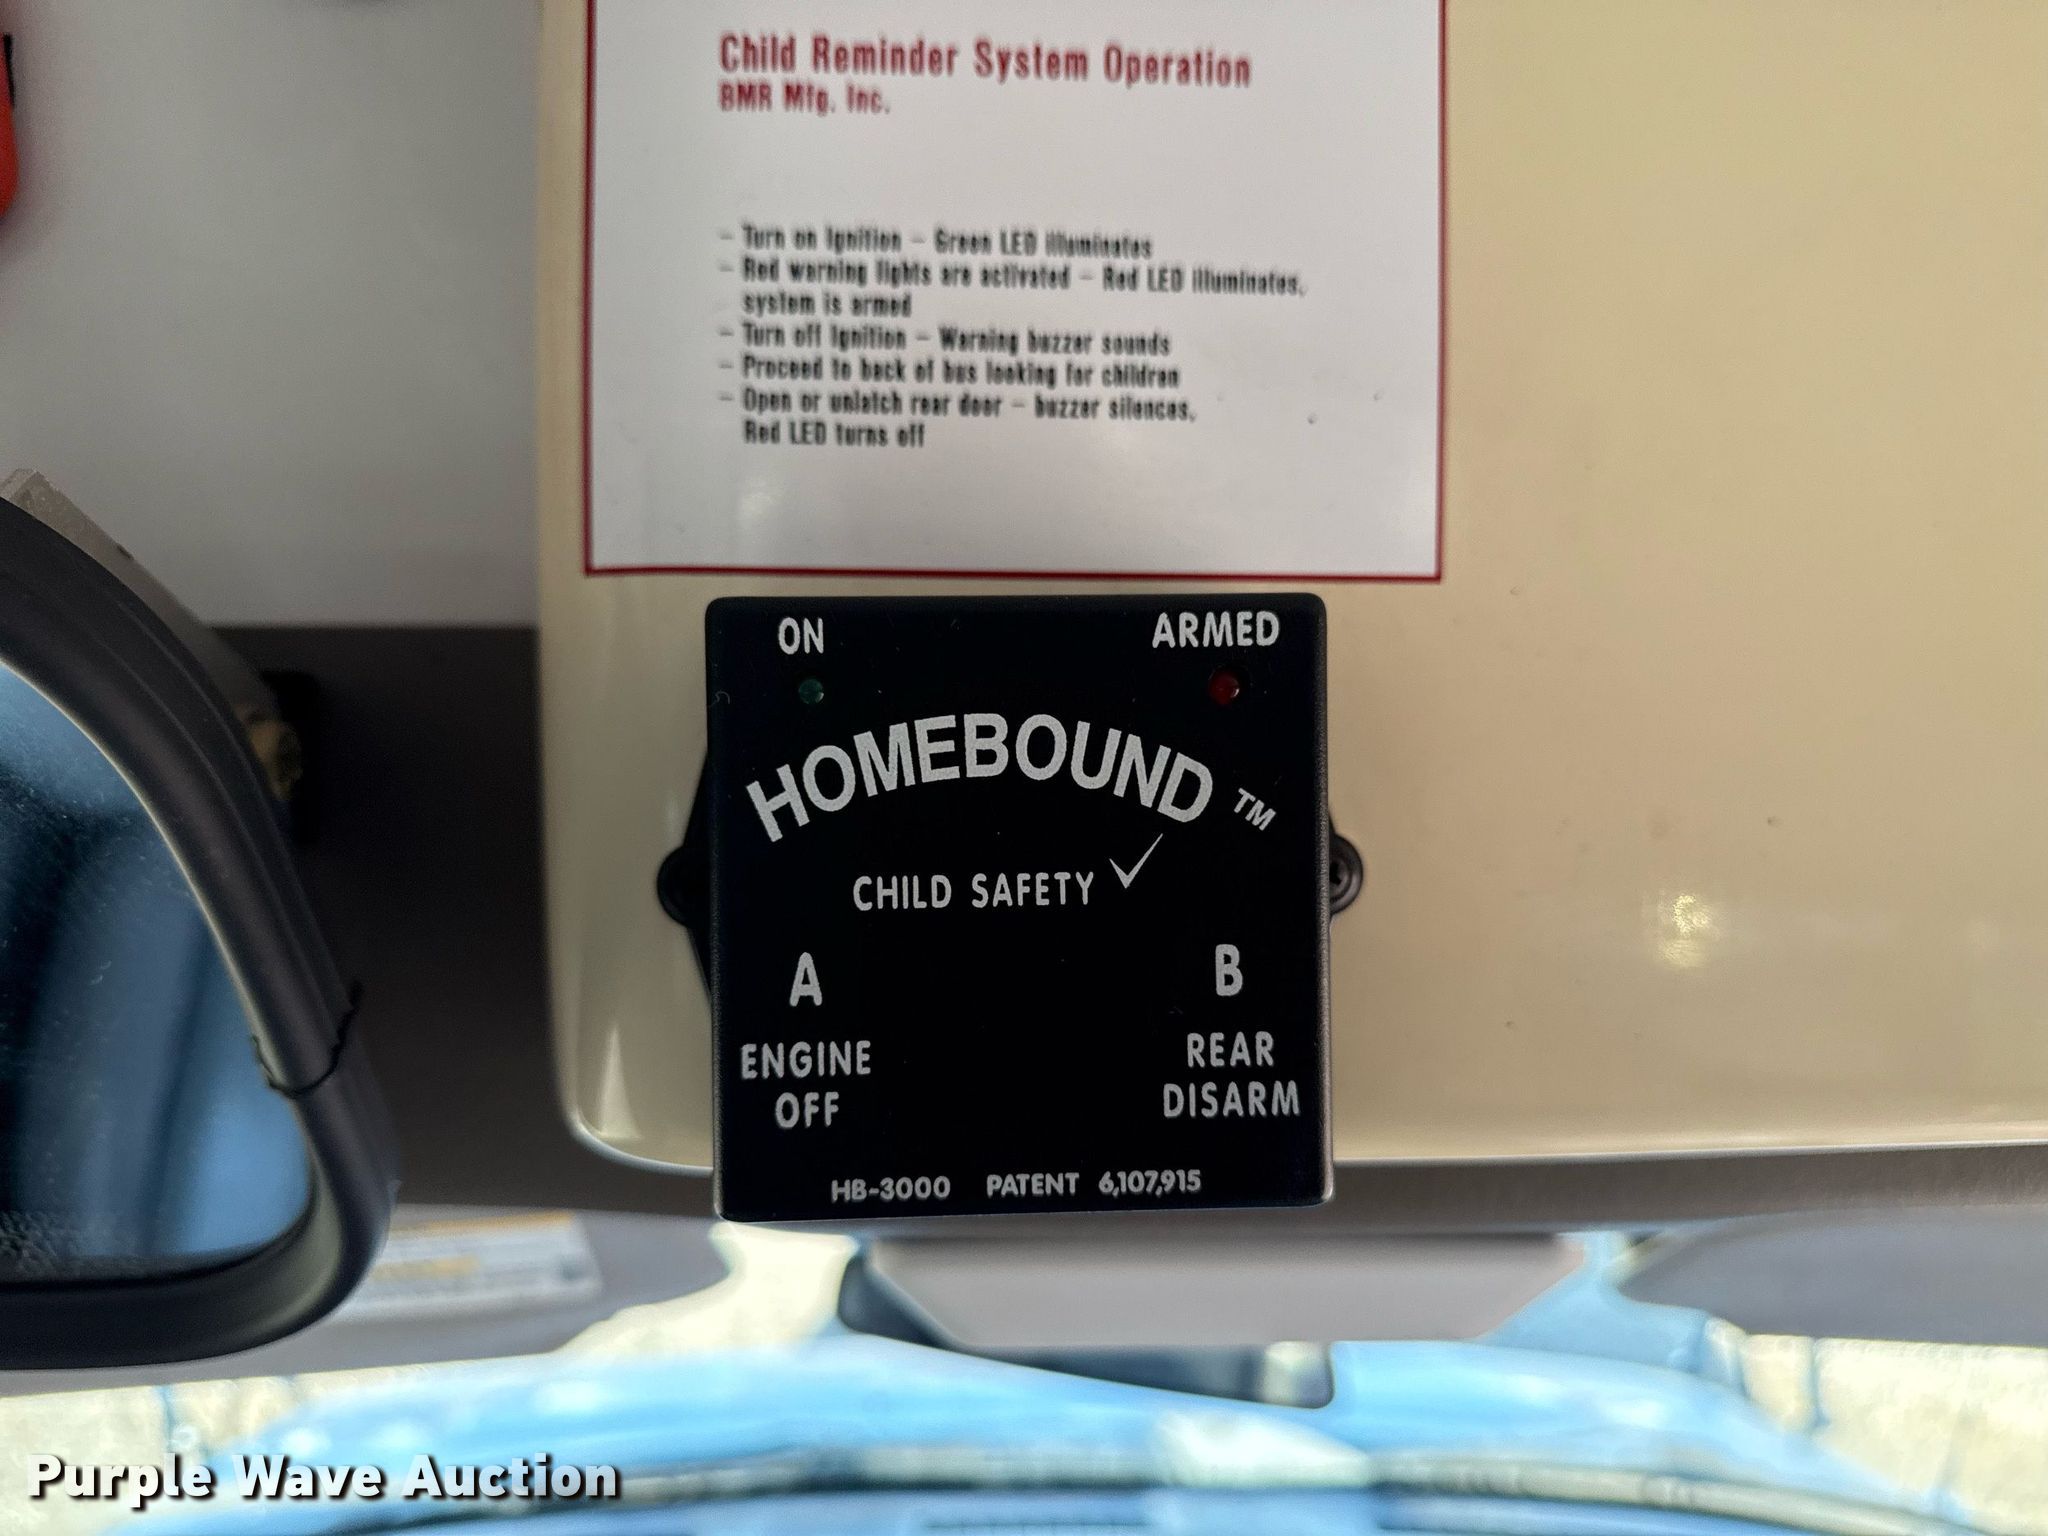 Child Reminder System Operation
BMR Mfg. Inc.
– Turn on Ignition – Green LED illuminates
– Red warning lights are activated – Red LED illuminates,
system is armed
– Turn off Ignition – Warning buzzer sounds
– Proceed to back of bus looking for children
– Open or unlatch rear door – buzzer silences,
Red LED turns off
ON ARMED
HOMEBOUND™
CHILD SAFETY ✓
A B
ENGINE REAR
OFF DISARM
HB-3000 PATENT 6,107,915
Purple Wave Auction